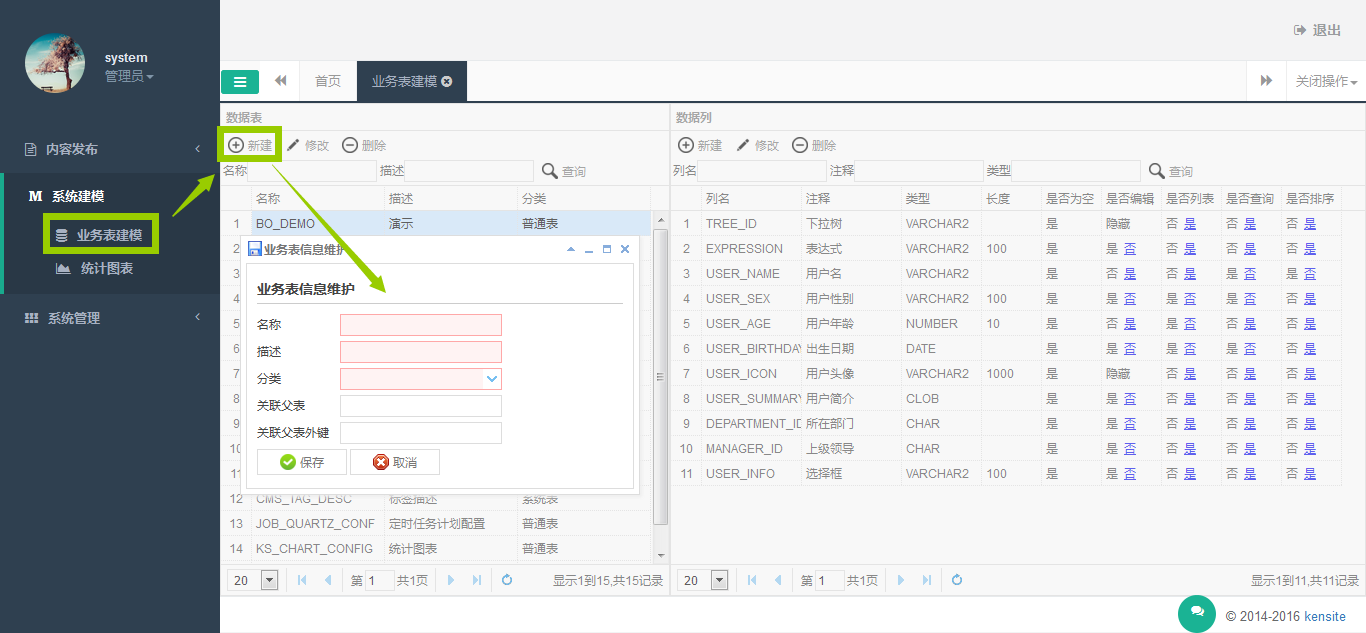 system
管理员
内容发布
M 系统建模
业务表建模
统计图表
系统管理
退出
首页 业务表建模 关闭操作
数据表
新建 修改 删除
名称 描述 查询
名称 描述 分类
1 BO_DEMO 演示 普通表
2
3
4
5
6
7
8
9
10
11
12 CMS_TAG_DESC 标签描述 系统表
13 JOB_QUARTZ_CONF 定时任务计划配置 普通表
14 KS_CHART_CONFIG 统计图表 普通表
20 第 1 共1页 显示1到15,共15记录
业务表信息维护
业务表信息维护
名称
描述
分类
关联父表
关联父表外键
保存 取消
数据列
新建 修改 删除
列名 注释 类型 查询
列名 注释 类型 长度 是否为空 是否编辑 是否列表 是否查询 是否排序
1 TREE_ID 下拉树 VARCHAR2 是 隐藏 否 是 否 是 否 是
2 EXPRESSION 表达式 VARCHAR2 100 是 是 否 是 否 是 否 否 是
3 USER_NAME 用户名 VARCHAR2 是 否 是 是 否 是 否 是 否
4 USER_SEX 用户性别 VARCHAR2 100 是 是 否 是 否 是 否 否 是
5 USER_AGE 用户年龄 NUMBER 10 是 否 是 是 否 否 是 否 是
6 USER_BIRTHDAY 出生日期 DATE 是 是 否 是 否 是 否 否 是
7 USER_ICON 用户头像 VARCHAR2 1000 是 隐藏 否 是 否 是 否 是
8 USER_SUMMARY 用户简介 CLOB 是 是 否 否 是 否 是 否 是
9 DEPARTMENT_ID 所在部门 CHAR 是 是 否 否 是 否 是 否 是
10 MANAGER_ID 上级领导 CHAR 是 是 否 否 是 否 是 否 是
11 USER_INFO 选择框 VARCHAR2 100 是 是 否 否 是 否 是 否 是
20 第 1 共1页 显示1到11,共11记录
© 2014-2016 kensite